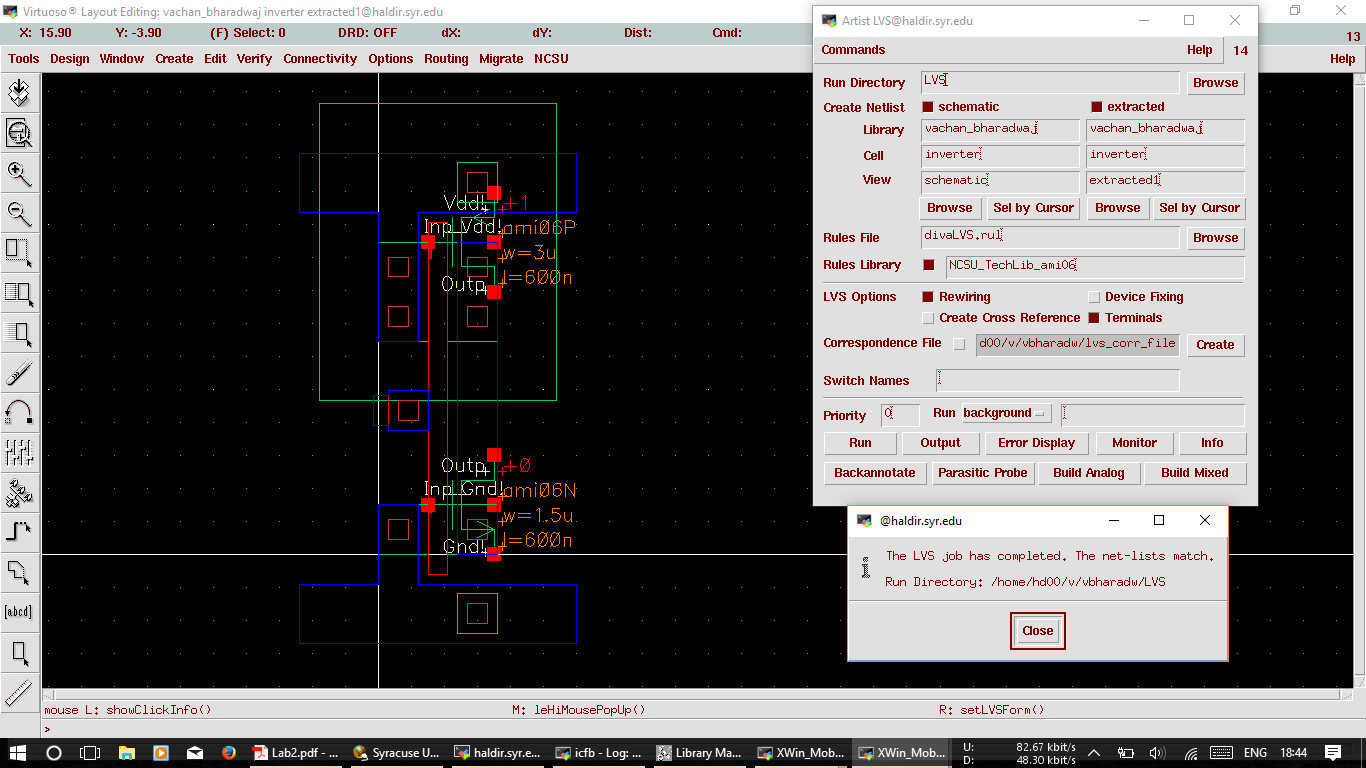 Virtuoso® Layout Editing: vachan_bharadwaj inverter extracted1@haldir.syr.edu
X: 15.90 Y: -3.90 (F) Select: 0 DRD: OFF dX: dY: Dist: Cmd: 13
Tools Design Window Create Edit Verify Connectivity Options Routing Migrate NCSU Help
[abcd]
Vdd!
+1
Inp Vdd!
ami06P
w=3u
Outp
l=600n
Outp
+0
Inp Gnd!
ami06N
w=1.5u
Gnd!
l=600n
Artist LVS@haldir.syr.edu
Commands Help 14
Run Directory LVS Browse
Create Netlist schematic extracted
Library vachan_bharadwaj vachan_bharadwaj
Cell inverter inverter
View schematic extracted1
Browse Sel by Cursor Browse Sel by Cursor
Rules File divaLVS.rul Browse
Rules Library NCSU_TechLib_ami06
LVS Options Rewiring Device Fixing
Create Cross Reference Terminals
Correspondence File d00/v/vbharadw/lvs_corr_file Create
Switch Names
Priority 0 Run background
Run Output Error Display Monitor Info
Backannotate Parasitic Probe Build Analog Build Mixed
@haldir.syr.edu
The LVS job has completed. The net-lists match.
Run Directory: /home/hd00/v/vbharadw/LVS
Close
mouse L: showClickInfo() M: leHiMousePopUp() R: setLVSForm()
>
Lab2.pdf - ... Syracuse U... haldir.syr.e... icfb - Log: ... Library Ma... XWin_Mob... XWin_Mob... U: 82.67 kbit/s ENG 18:44
D: 48.30 kbit/s